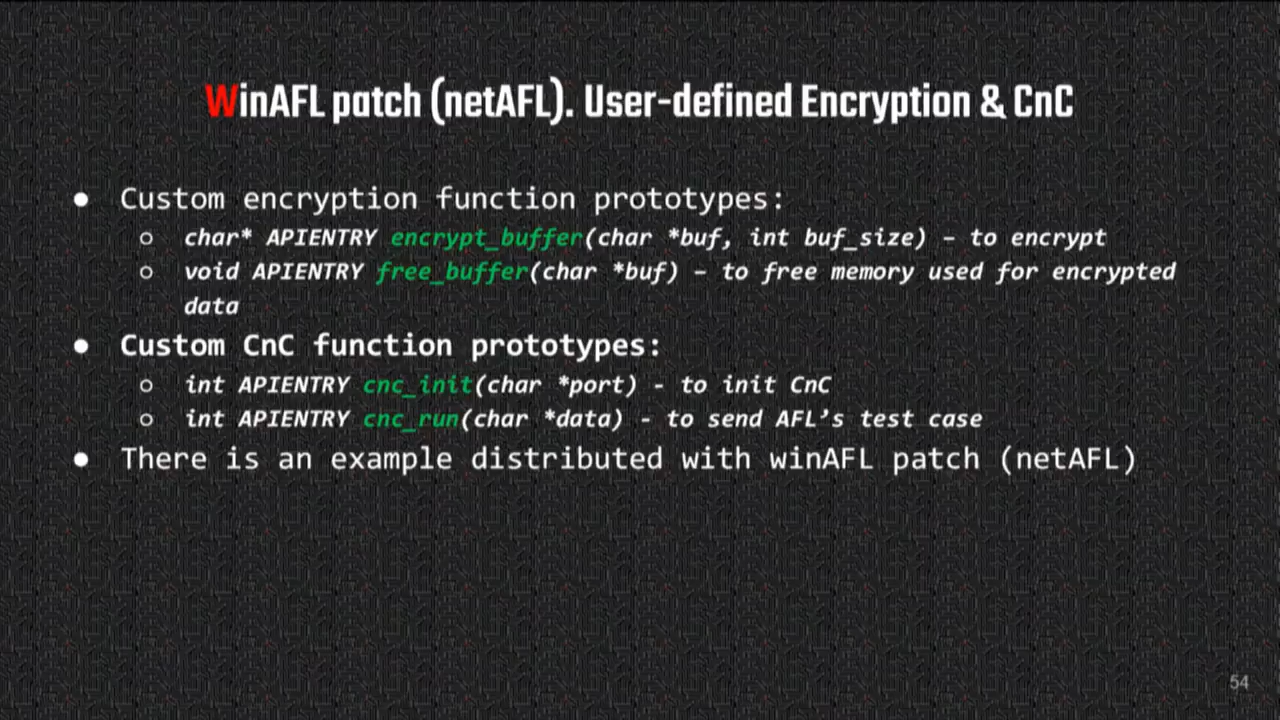 WinAFL patch (netAFL). User-defined Encryption & CnC
● Custom encryption function prototypes:
○ char* APIENTRY encrypt_buffer(char *buf, int buf_size) – to encrypt
○ void APIENTRY free_buffer(char *buf) – to free memory used for encrypted
data
● Custom CnC function prototypes:
○ int APIENTRY cnc_init(char *port) - to init CnC
○ int APIENTRY cnc_run(char *data) - to send AFL’s test case
● There is an example distributed with winAFL patch (netAFL)
54